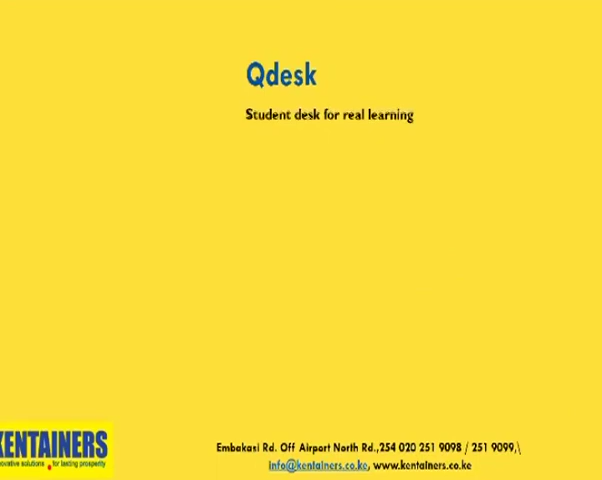 Qdesk
Student desk for real learning
KENTAINERS
for lasting prosperity
Embakasi Rd. Off Airport North Rd.,254 020 251 9098 / 251 9099,\
info@kentainers.co.ke, www.kentainers.co.ke